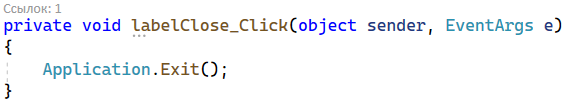 Ссылок: 1
private void labelClose_Click(object sender, EventArgs e)
{
    Application.Exit();
}